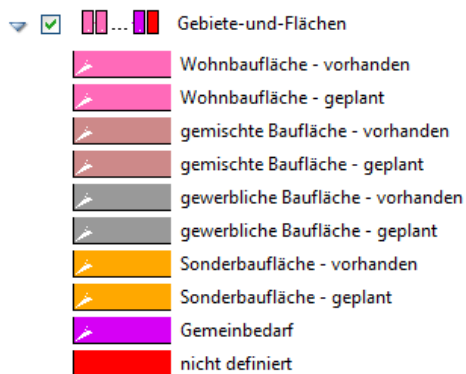 Gebiete-und-Flächen
Wohnbaufläche - vorhanden
Wohnbaufläche - geplant
gemischte Baufläche - vorhanden
gemischte Baufläche - geplant
gewerbliche Baufläche - vorhanden
gewerbliche Baufläche - geplant
Sonderbaufläche - vorhanden
Sonderbaufläche - geplant
Gemeinbedarf
nicht definiert